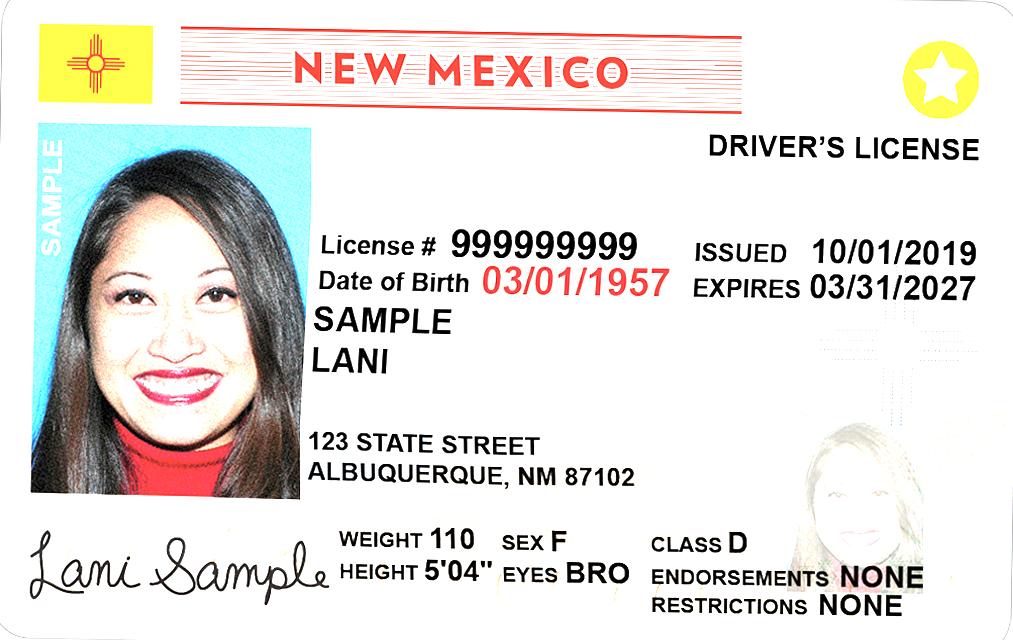 NEW MEXICO
DRIVER'S LICENSE
SAMPLE
License # 999999999
ISSUED 10/01/2019
Date of Birth 03/01/1957
EXPIRES 03/31/2027
SAMPLE
LANI
123 STATE STREET
ALBUQUERQUE, NM 87102
Lani Sample
WEIGHT 110 SEX F
CLASS D
HEIGHT 5'04" EYES BRO
ENDORSEMENTS NONE
RESTRICTIONS NONE